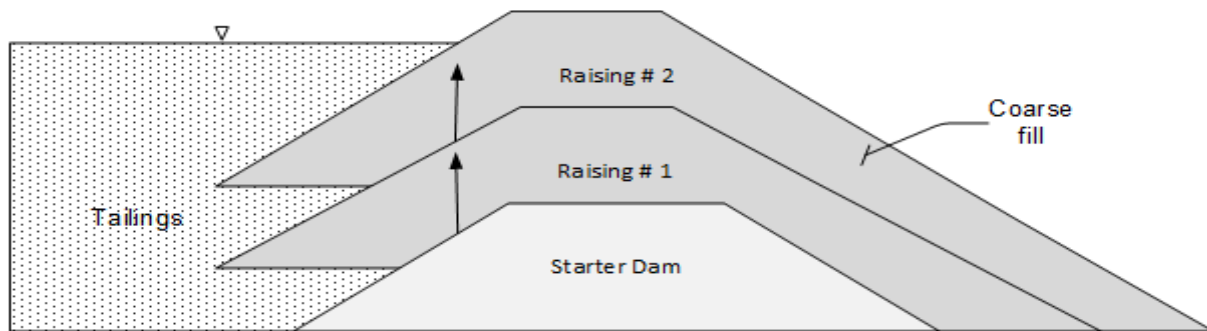 Raising # 2
Coarse
fill
Raising # 1
Tailings
Starter Dam